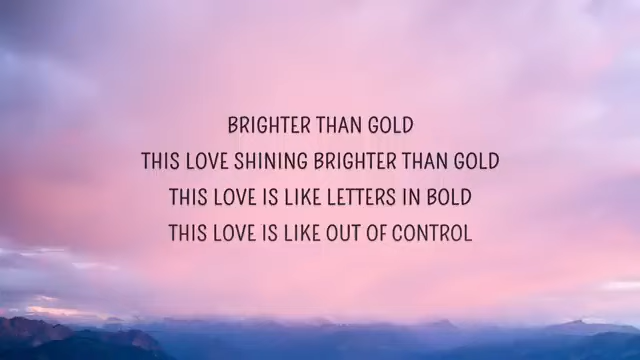 BRIGHTER THAN GOLD
THIS LOVE SHINING BRIGHTER THAN GOLD
THIS LOVE IS LIKE LETTERS IN BOLD
THIS LOVE IS LIKE OUT OF CONTROL